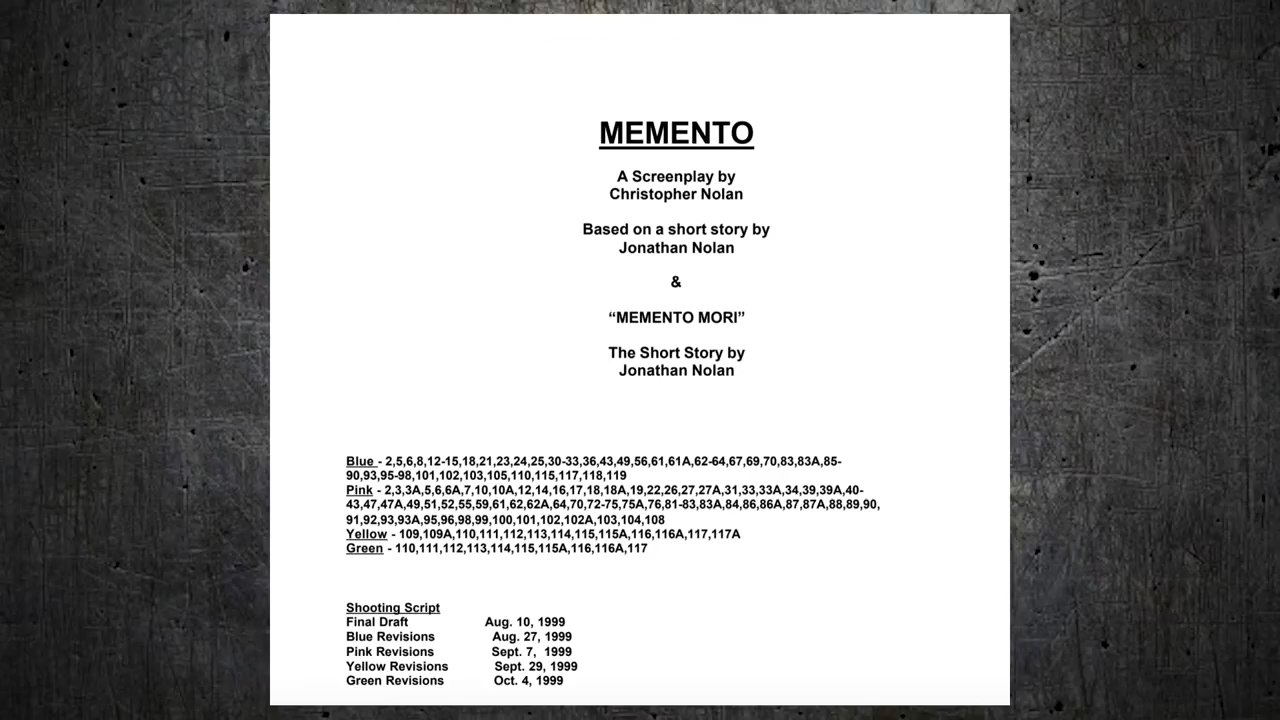 MEMENTO
A Screenplay by
Christopher Nolan
Based on a short story by
Jonathan Nolan
&
“MEMENTO MORI”
The Short Story by
Jonathan Nolan
Blue - 2,5,6,8,12-15,18,21,23,24,25,30-33,36,43,49,56,61,61A,62-64,67,69,70,83,83A,85-
90,93,95-98,101,102,103,105,110,115,117,118,119
Pink - 2,3,3A,5,6,6A,7,10,10A,12,14,16,17,18,18A,19,22,26,27,27A,31,33,33A,34,39,39A,40-
43,47,47A,49,51,52,55,59,61,62,62A,64,70,72-75,75A,76,81-83,83A,84,86,86A,87,87A,88,89,90,
91,92,93,93A,95,96,98,99,100,101,102,102A,103,104,108
Yellow - 109,109A,110,111,112,113,114,115,115A,116,116A,117,117A
Green - 110,111,112,113,114,115,115A,116,116A,117
Shooting Script
Final Draft Aug. 10, 1999
Blue Revisions Aug. 27, 1999
Pink Revisions Sept. 7, 1999
Yellow Revisions Sept. 29, 1999
Green Revisions Oct. 4, 1999